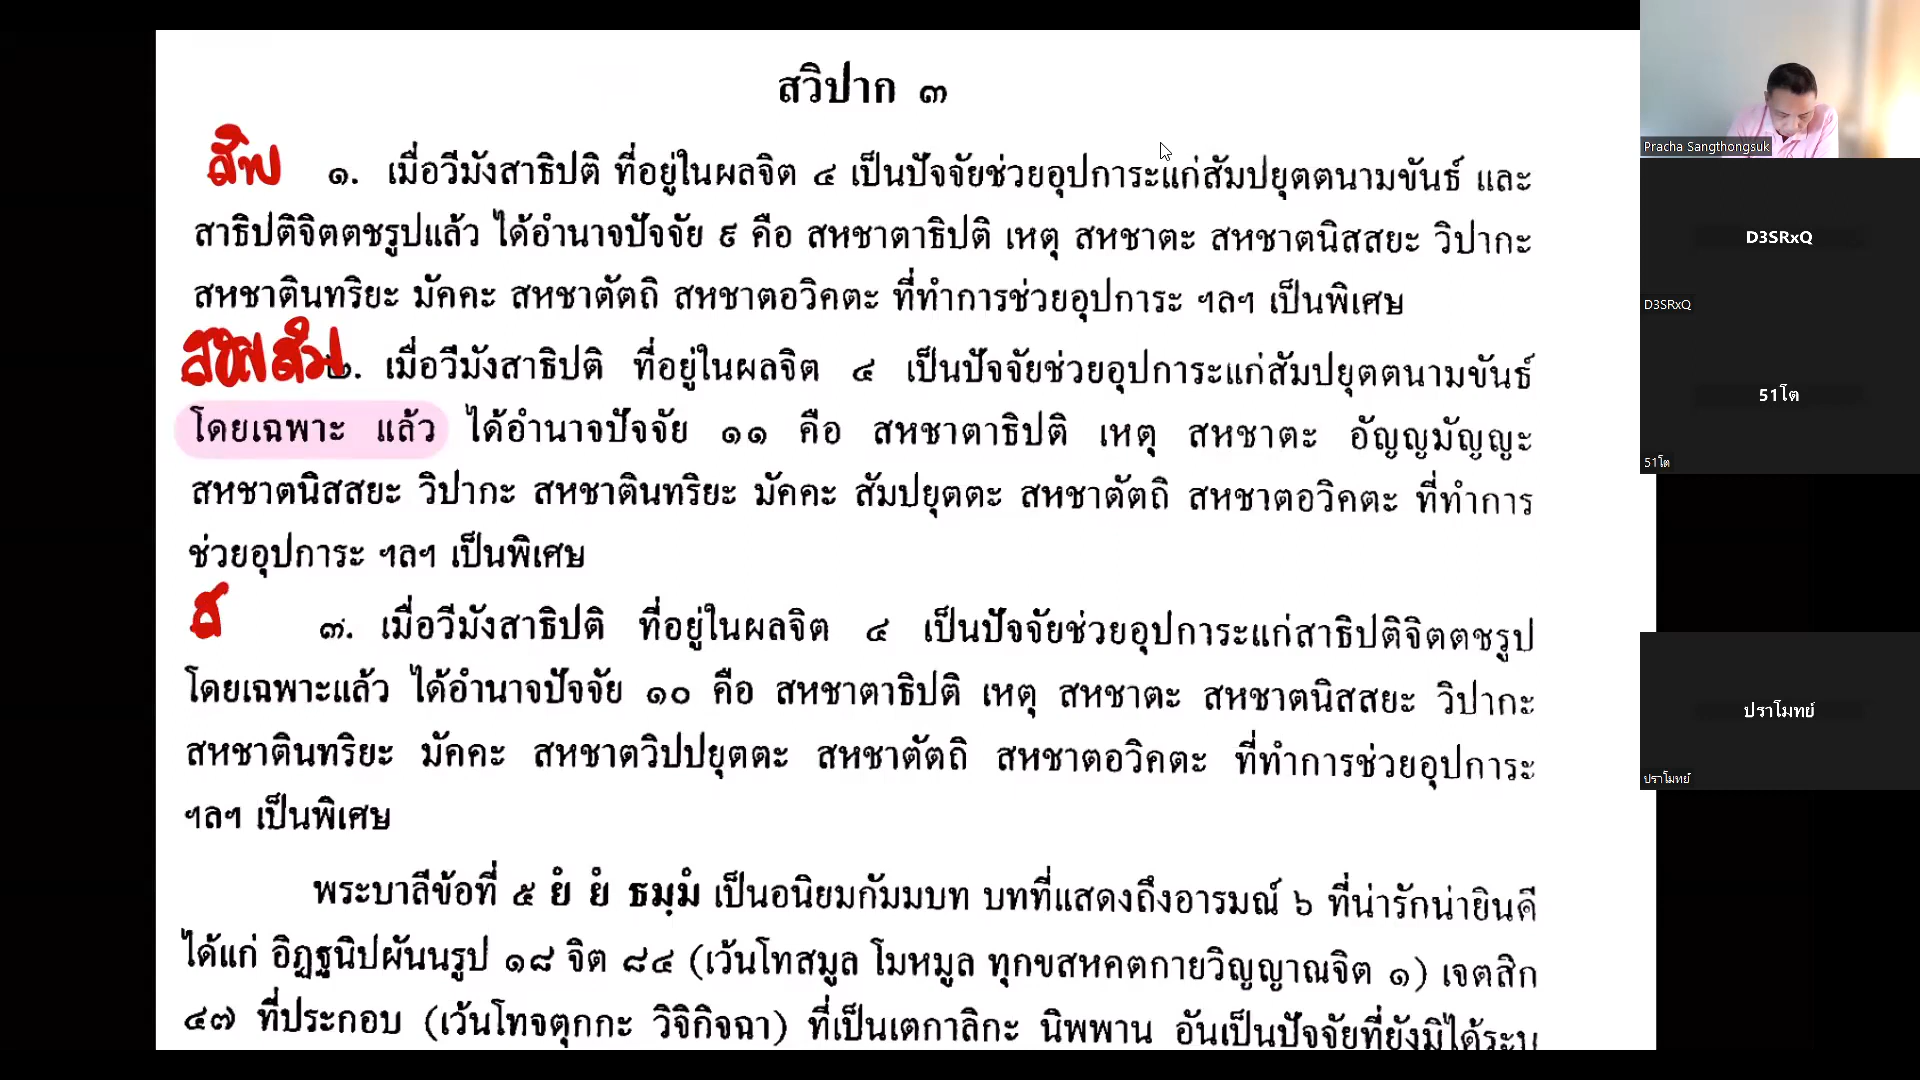 สวิปาก ๓
๑. เมื่อวีมังสาธิปติ ที่อยู่ในผลจิต ๔ เป็นปัจจัยช่วยอุปการะแก่สัมปยุตตนามขันธ์ และ
สาธิปติจิตตชรูปแล้ว ได้อำนาจปัจจัย ๙ คือ สหชาตาธิปติ เหตุ สหชาตะ สหชาตนิสสยะ วิปากะ
สหชาตินทริยะ มัคคะ สหชาตัตถิ สหชาตอวิคตะ ที่ทำการช่วยอุปการะ ฯลฯ เป็นพิเศษ
๒. เมื่อวีมังสาธิปติ ที่อยู่ในผลจิต ๔ เป็นปัจจัยช่วยอุปการะแก่สัมปยุตตนามขันธ์
โดยเฉพาะ แล้ว ได้อำนาจปัจจัย ๑๑ คือ สหชาตาธิปติ เหตุ สหชาตะ อัญญมัญญะ
สหชาตนิสสยะ วิปากะ สหชาตินทริยะ มัคคะ สัมปยุตตะ สหชาตัตถิ สหชาตอวิคตะ ที่ทำการ
ช่วยอุปการะ ฯลฯ เป็นพิเศษ
๓. เมื่อวีมังสาธิปติ ที่อยู่ในผลจิต ๔ เป็นปัจจัยช่วยอุปการะแก่สาธิปติจิตตชรูป
โดยเฉพาะแล้ว ได้อำนาจปัจจัย ๑๐ คือ สหชาตาธิปติ เหตุ สหชาตะ สหชาตนิสสยะ วิปากะ
สหชาตินทริยะ มัคคะ สหชาตวิปปยุตตะ สหชาตัตถิ สหชาตอวิคตะ ที่ทำการช่วยอุปการะ
ฯลฯ เป็นพิเศษ
พระบาลีข้อที่ ๕ ยํ ยํ ธมฺมํ เป็นอนิยมกัมมบท บทที่แสดงถึงอารมณ์ ๖ ที่น่ารักน่ายินดี
ได้แก่ อิฏฐนิปผันนรูป ๑๘ จิต ๘๔ (เว้นโทสมูล โมหมูล ทุกขสหคตกายวิญญาณจิต ๑) เจตสิก
๔๗ ที่ประกอบ (เว้นโทจตุกกะ วิจิกิจฉา) ที่เป็นเตกาลิกะ นิพพาน อันเป็นปัจจัยที่ยังมิได้ระบุ
Pracha Sangthongsuk
D3SRxQ
D3SRxQ
51โต
51โต
ปราโมทย์
ปราโมทย์